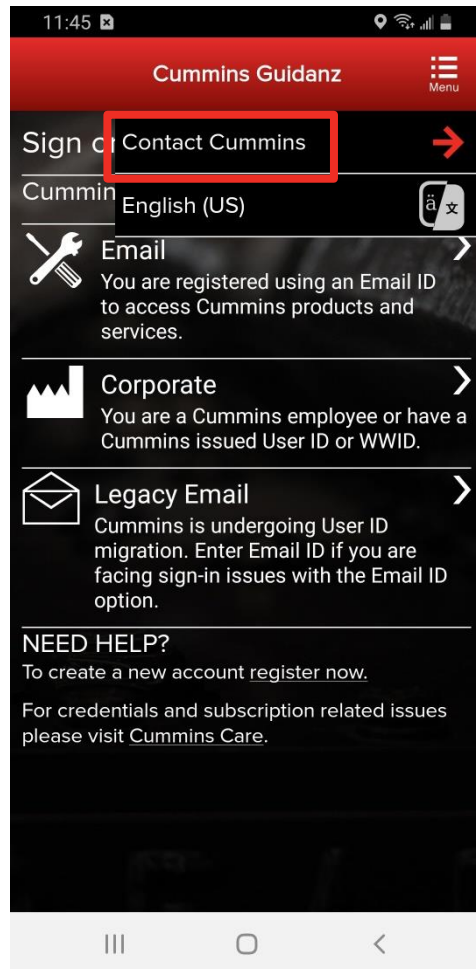 11:45
Cummins Guidanz
Menu
Sign or
Contact Cummins
Cummin
English (US)
ä 文
Email
You are registered using an Email ID
to access Cummins products and
services.
Corporate
You are a Cummins employee or have a
Cummins issued User ID or WWID.
Legacy Email
Cummins is undergoing User ID
migration. Enter Email ID if you are
facing sign-in issues with the Email ID
option.
NEED HELP?
To create a new account register now.
For credentials and subscription related issues
please visit Cummins Care.